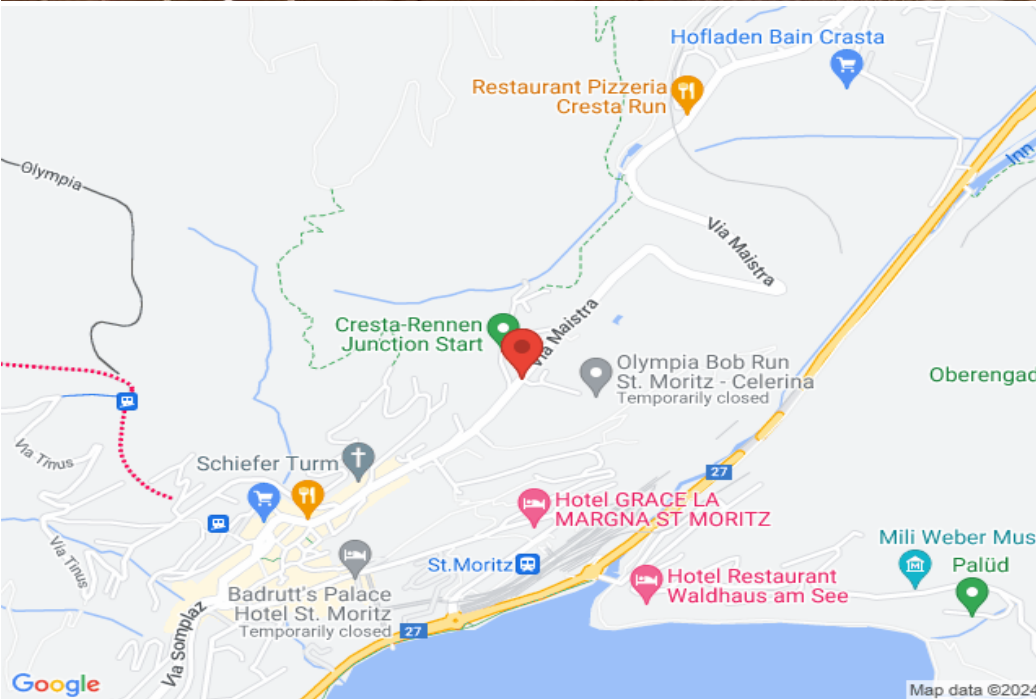 Hofladen Bain Crasta
Restaurant Pizzeria
Cresta Run
Inn
Olympia
Via Maistra
Cresta-Rennen
Junction Start
Via Maistra
Olympia Bob Run
St. Moritz - Celerina
Temporarily closed
Oberengad
Via Tinus
Schiefer Turm
27
Hotel GRACE LA
MARGNA ST MORITZ
Via Tinus
St.Moritz
Mili Weber Mus
Palüd
Hotel Restaurant
Waldhaus am See
Badrutt's Palace
Hotel St. Moritz
Temporarily closed
27
Via Somplaz
Google
Map data ©2024